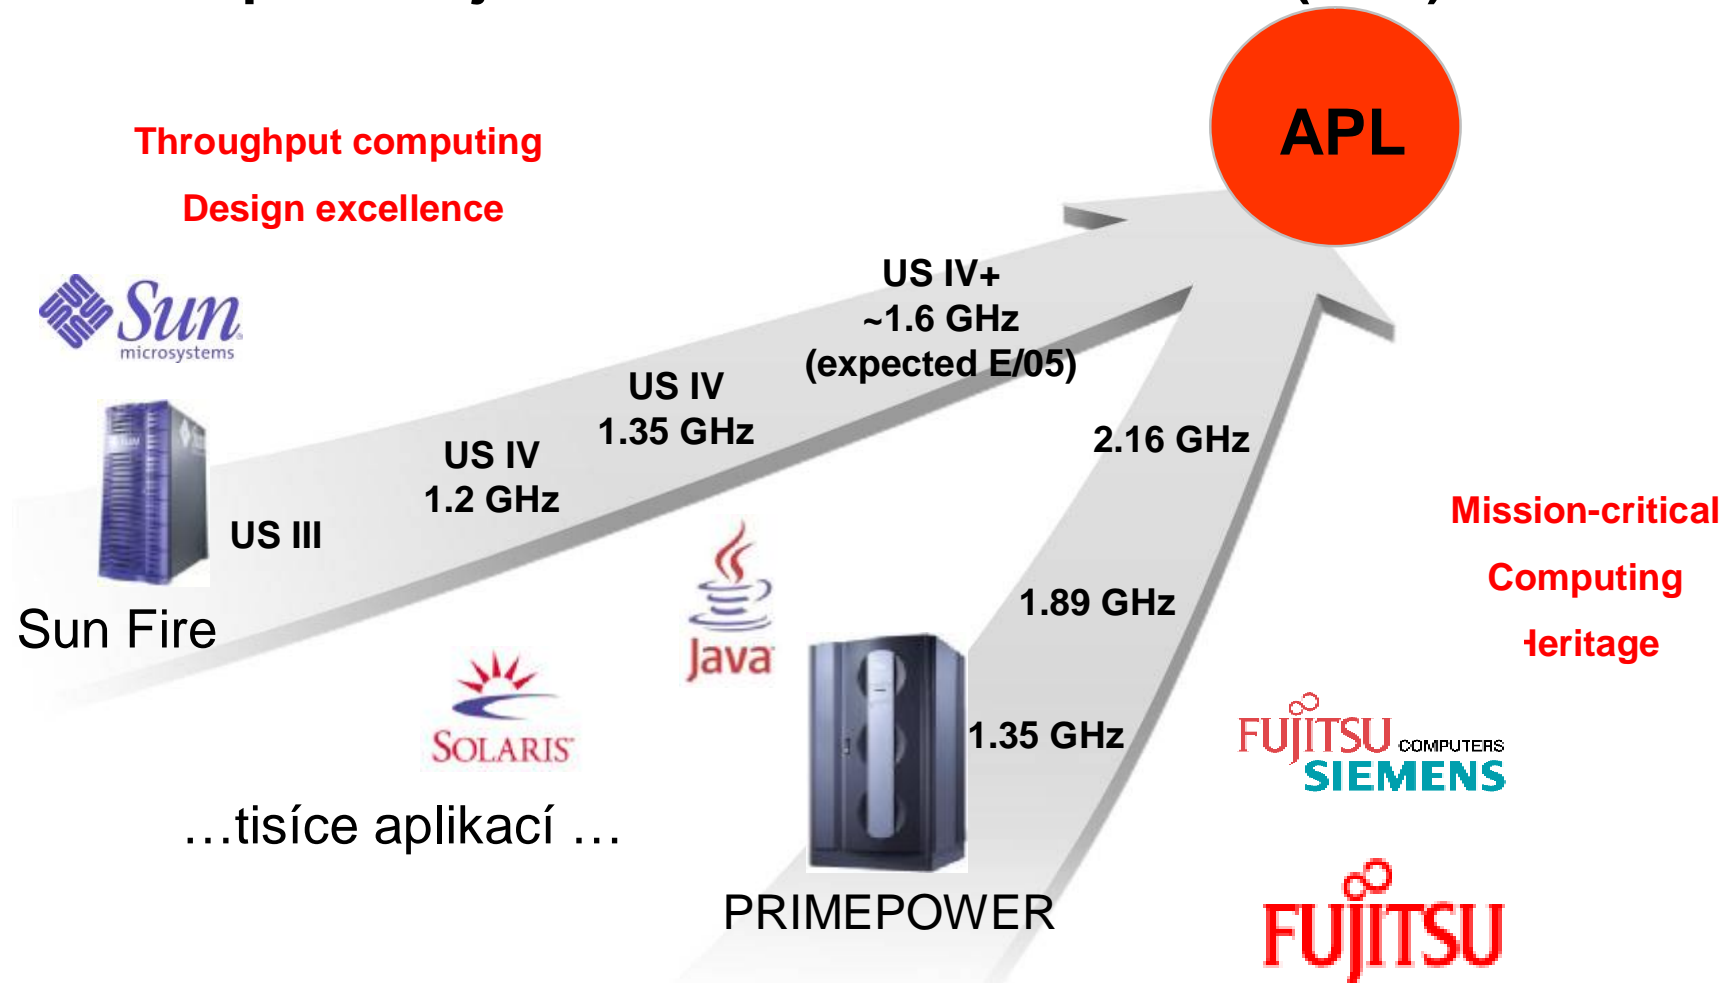 APL
Throughput computing
Design excellence
Sun
microsystems
US IV+
~1.6 GHz
(expected E/05)
US IV
1.35 GHz
US IV
1.2 GHz
US III
2.16 GHz
Mission-critical
Computing
1.89 GHz
Sun Fire
Java
SOLARIS
1.35 GHz
FUJITSU COMPUTERS
SIEMENS
…tisíce aplikací …
PRIMEPOWER
FUJITSU